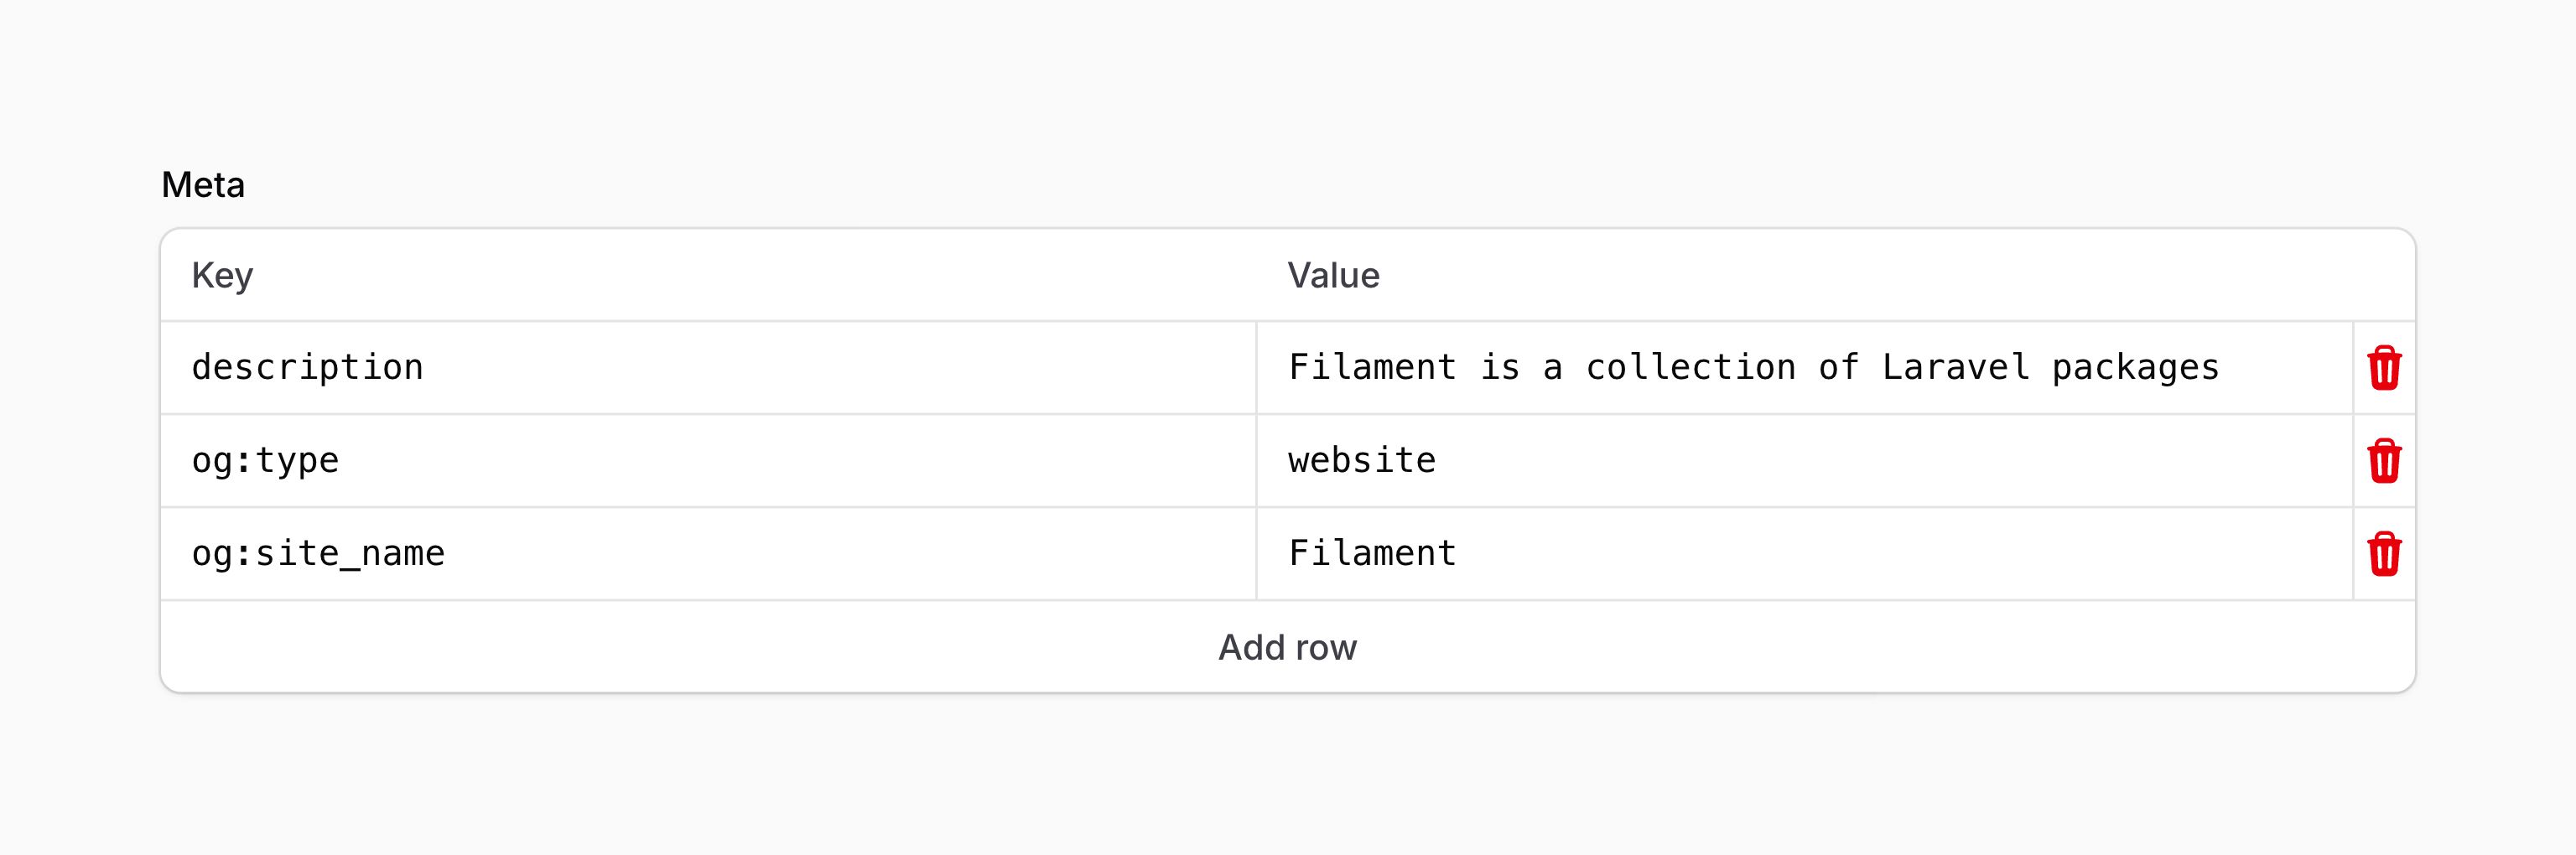 Meta
Key Value
description Filament is a collection of Laravel packages
og:type website
og:site_name Filament
Add row